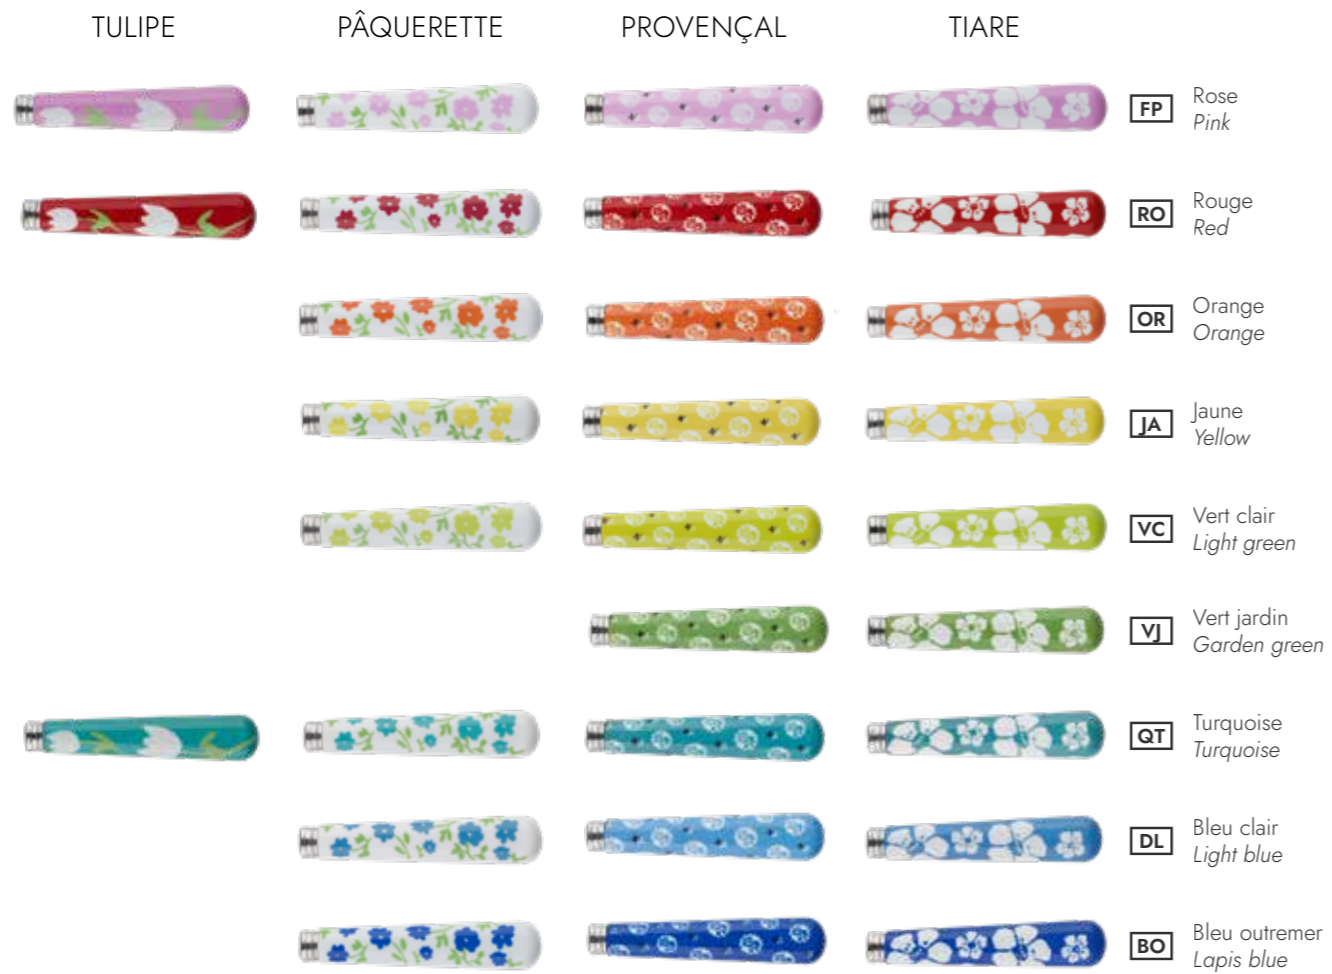 TULIPE PÂQUERETTE PROVENÇAL TIARE
FP Rose
Pink
RO Rouge
Red
OR Orange
Orange
JA Jaune
Yellow
VC Vert clair
Light green
VJ Vert jardin
Garden green
QT Turquoise
Turquoise
DL Bleu clair
Light blue
BO Bleu outremer
Lapis blue